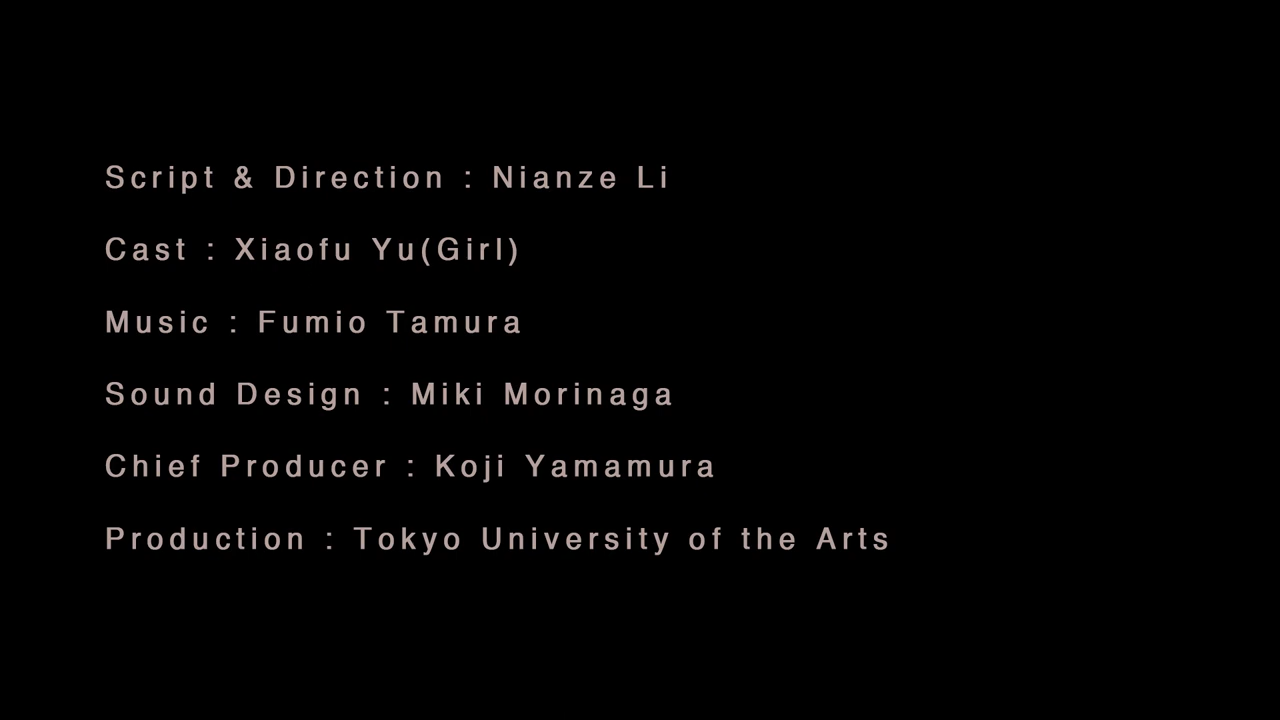 Script & Direction : Nianze Li
Cast : Xiaofu Yu(Girl)
Music : Fumio Tamura
Sound Design : Miki Morinaga
Chief Producer : Koji Yamamura
Production : Tokyo University of the Arts